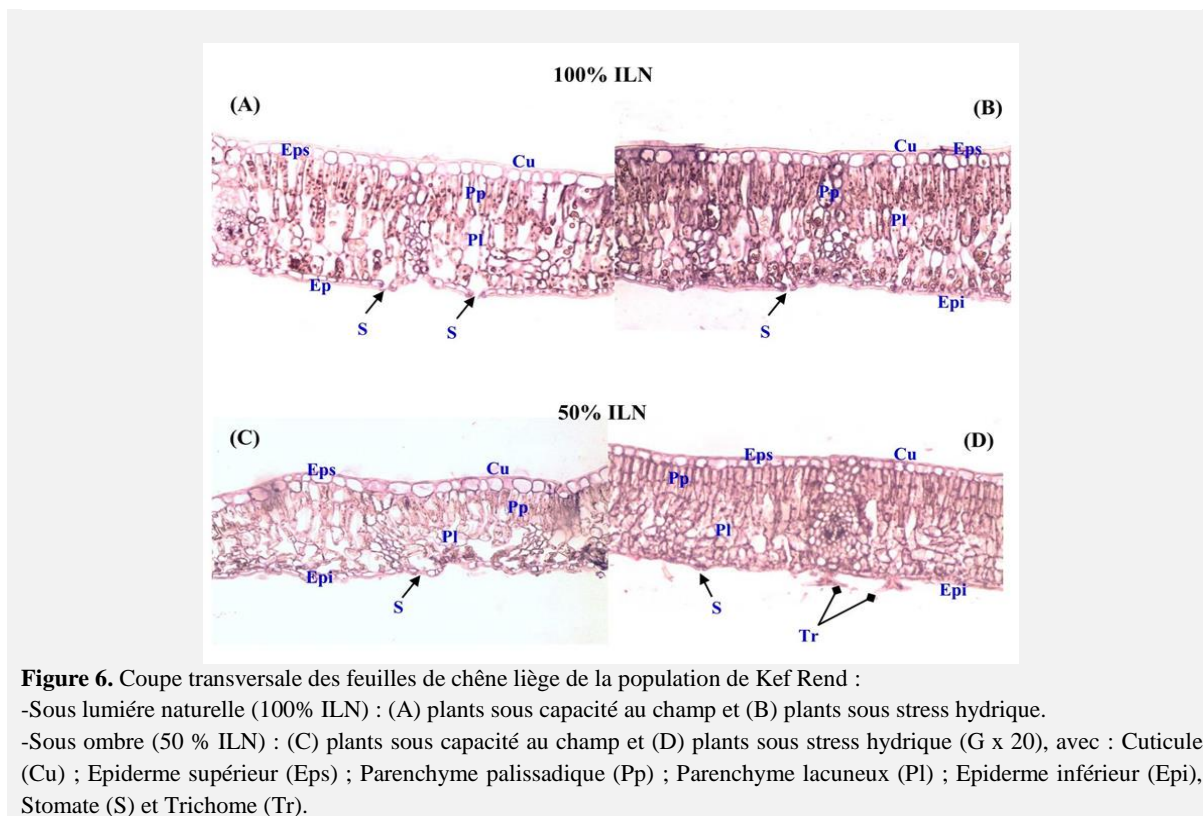 100% ILN
(A)
(B)
Eps
Cu
Cu
Eps
Pp
Pp
Pl
Pl
Ep
Epi
S
S
S
50% ILN
(C)
(D)
Eps
Cu
Eps
Cu
Pp
Pp
Pl
Pl
Epi
Epi
S
S
Tr
Figure 6. Coupe transversale des feuilles de chêne liège de la population de Kef Rend :
-Sous lumiére naturelle (100% ILN) : (A) plants sous capacité au champ et (B) plants sous stress hydrique.
-Sous ombre (50 % ILN) : (C) plants sous capacité au champ et (D) plants sous stress hydrique (G x 20), avec : Cuticule
(Cu) ; Epiderme supérieur (Eps) ; Parenchyme palissadique (Pp) ; Parenchyme lacuneux (Pl) ; Epiderme inférieur (Epi),
Stomate (S) et Trichome (Tr).